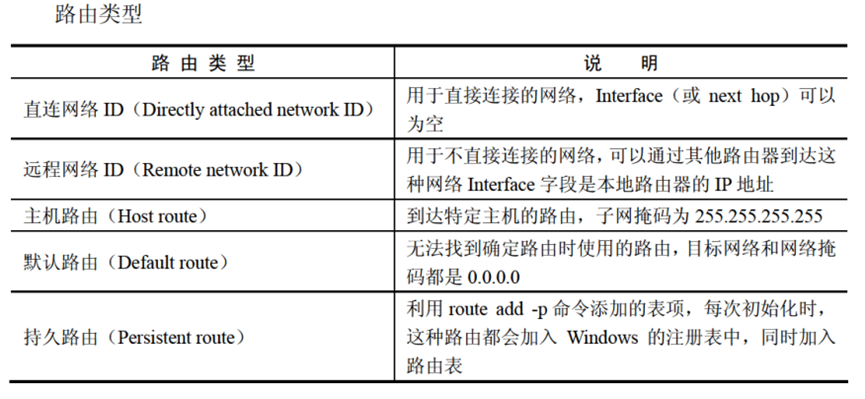 路由类型
路 由 类 型
说 明
直连网络 ID（Directly attached network ID）
用于直接连接的网络，Interface（或 next hop）可以
为空
远程网络 ID（Remote network ID）
用于不直接连接的网络，可以通过其他路由器到达这
种网络 Interface 字段是本地路由器的 IP 地址
主机路由（Host route）
到达特定主机的路由，子网掩码为 255.255.255.255
默认路由（Default route）
无法找到确定路由时使用的路由，目标网络和网络掩
码都是 0.0.0.0
持久路由（Persistent route）
利用 route add -p 命令添加的表项，每次初始化时，
这种路由都会加入 Windows 的注册表中，同时加入
路由表